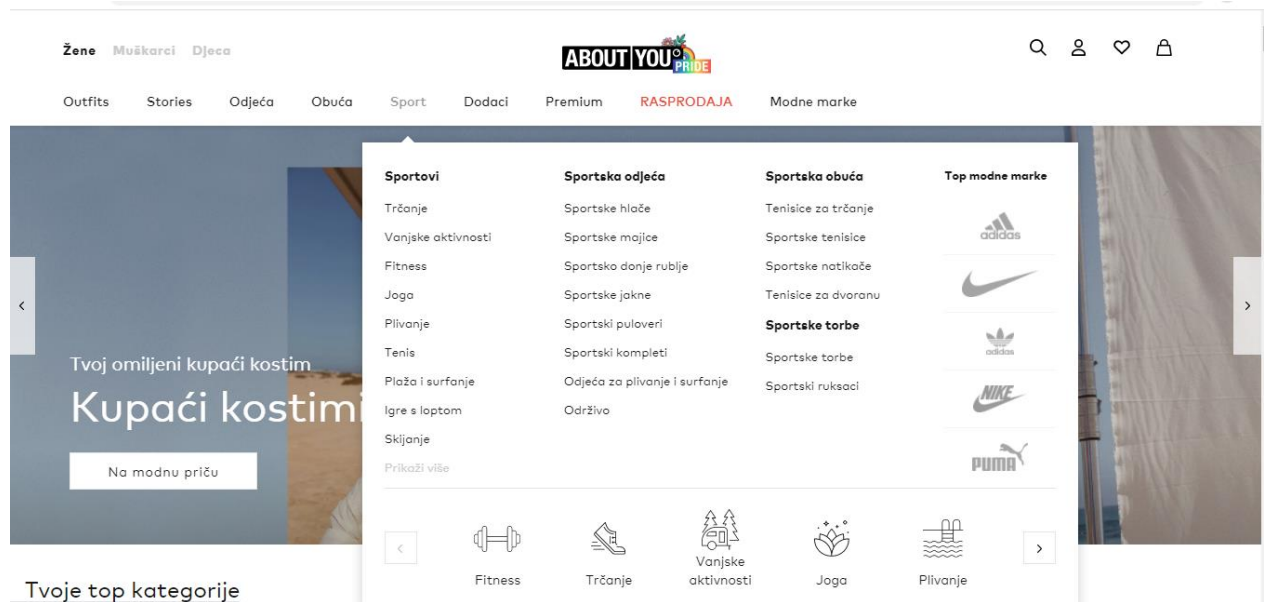 Žene Muškarci Djeca
ABOUT YOU PRIDE
Outfits Stories Odjeća Obuća Sport Dodaci Premium RASPRODAJA Modne marke
Sportovi
Trčanje
Vanjske aktivnosti
Fitness
Joga
Plivanje
Tenis
Plaža i surfanje
Igre s loptom
Skijanje
Prikaži više
Sportska odjeća
Sportske hlače
Sportske majice
Sportsko donje rublje
Sportske jakne
Sportski puloveri
Sportski kompleti
Odjeća za plivanje i surfanje
Održivo
Sportska obuća
Tenisice za trčanje
Sportske tenisice
Sportske natikače
Tenisice za dvoranu
Sportske torbe
Sportske torbe
Sportski ruksaci
Top modne marke
adidas
adidas
NIKE
PUMA
Tvoj omiljeni kupaći kostim
Kupaći kostimi
Na modnu priču
Fitness
Trčanje
Vanjske
aktivnosti
Joga
Plivanje
Tvoje top kategorije